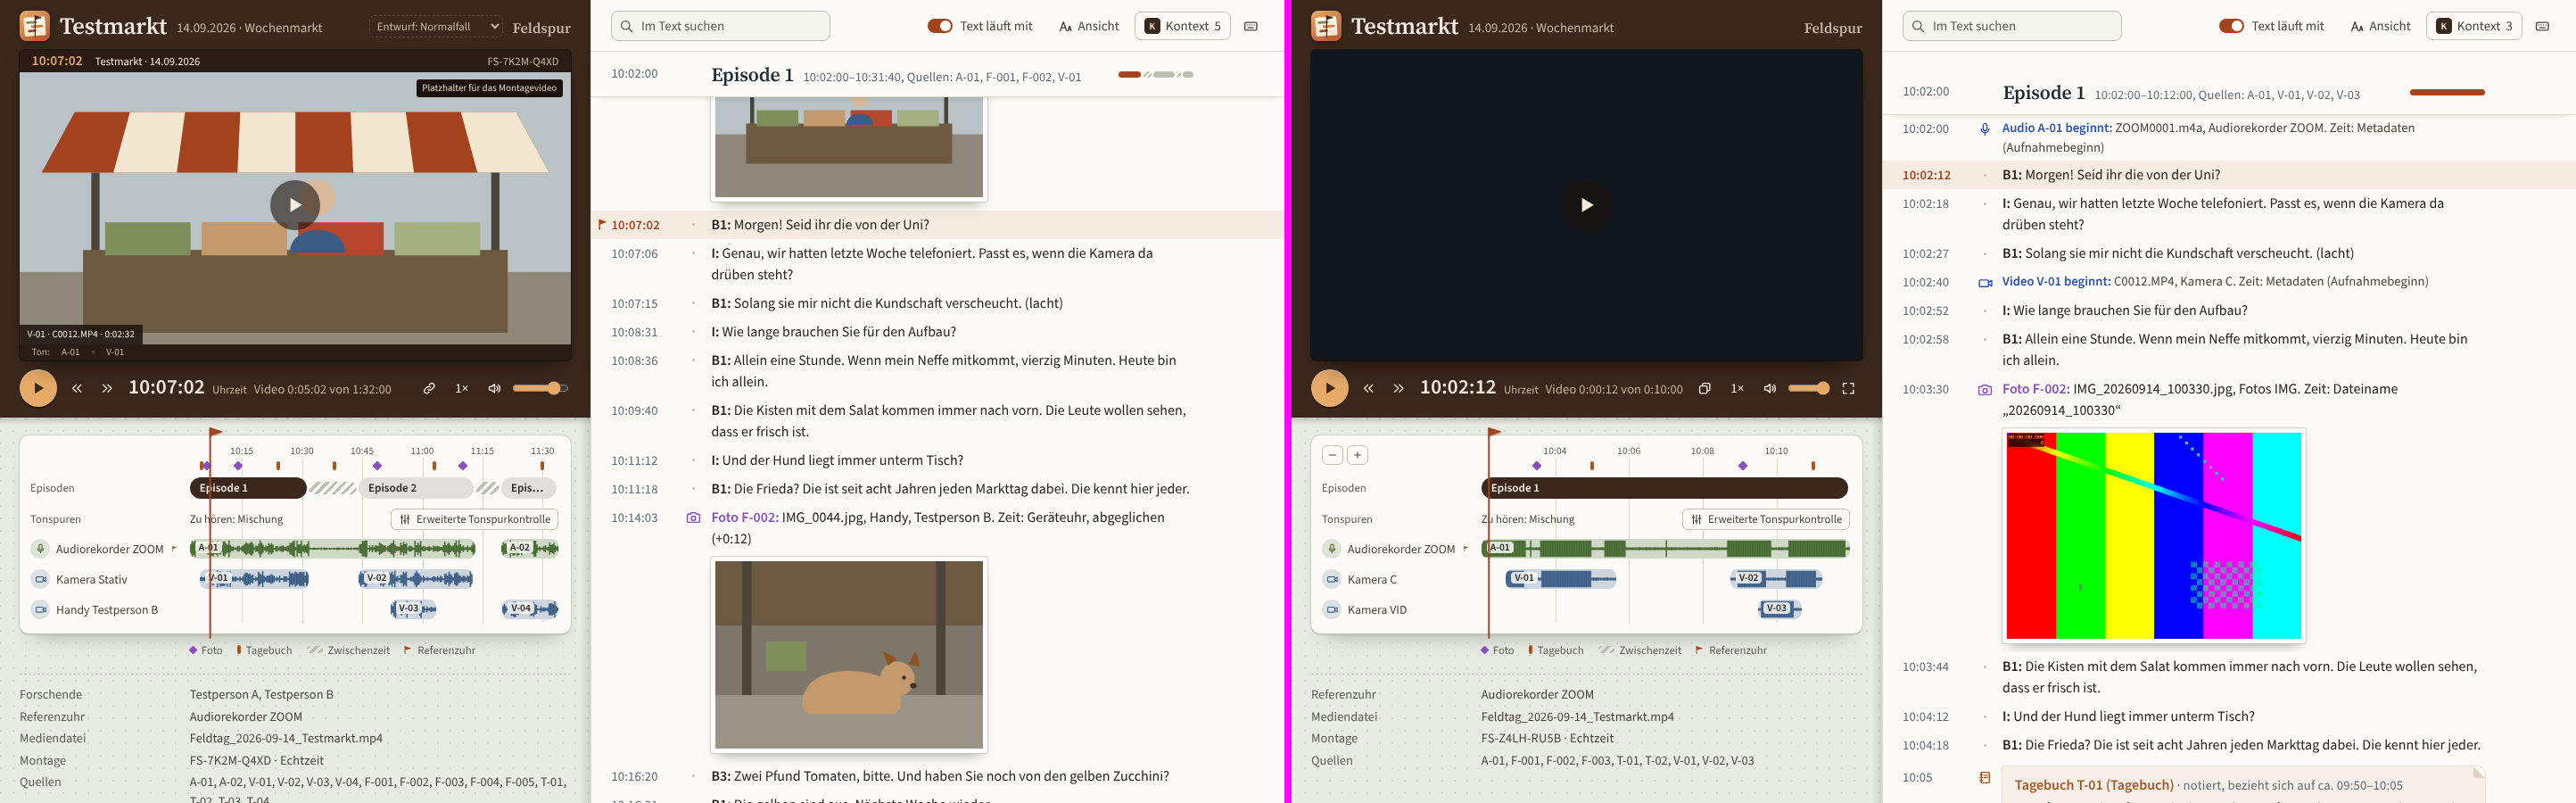 Testmarkt 14.09.2026 · Wochenmarkt
Entwurf: Normalfall
Feldspur
10:07:02 Testmarkt · 14.09.2026 FS-7K2M-Q4XD
Platzhalter für das Montagevideo
V-01 · C0012.MP4 · 0:02:32
Ton: A-01 · V-01
10:07:02 Uhrzeit Video 0:05:02 von 1:32:00
1×
10:15 10:30 10:45 11:00 11:15 11:30
Episoden Episode 1 Episode 2 Epis…
Tonspuren Zu hören: Mischung Erweiterte Tonspurkontrolle
Audiorekorder ZOOM A-01 A-02
Kamera Stativ V-01 V-02
Handy Testperson B V-03 V-04
Foto Tagebuch Zwischenzeit Referenzuhr
Forschende Testperson A, Testperson B
Referenzuhr Audiorekorder ZOOM
Mediendatei Feldtag_2026-09-14_Testmarkt.mp4
Montage FS-7K2M-Q4XD · Echtzeit
Quellen A-01, A-02, V-01, V-02, V-03, V-04, F-001, F-002, F-003, F-004, F-005, T-01,
T-02, T-03, T-04
Im Text suchen
Text läuft mit
AA Ansicht
K Kontext 5
10:02:00 Episode 1 10:02:00–10:31:40, Quellen: A-01, F-001, F-002, V-01
10:07:02 B1: Morgen! Seid ihr die von der Uni?
10:07:06 I: Genau, wir hatten letzte Woche telefoniert. Passt es, wenn die Kamera da
drüben steht?
10:07:15 B1: Solang sie mir nicht die Kundschaft verscheucht. (lacht)
10:08:31 I: Wie lange brauchen Sie für den Aufbau?
10:08:36 B1: Allein eine Stunde. Wenn mein Neffe mitkommt, vierzig Minuten. Heute bin
ich allein.
10:09:40 B1: Die Kisten mit dem Salat kommen immer nach vorn. Die Leute wollen sehen,
dass er frisch ist.
10:11:12 I: Und der Hund liegt immer unterm Tisch?
10:11:18 B1: Die Frieda? Die ist seit acht Jahren jeden Markttag dabei. Die kennt hier jeder.
10:14:03 Foto F-002: IMG_0044.jpg, Handy, Testperson B. Zeit: Geräteuhr, abgeglichen
(+0:12)
10:16:20 B3: Zwei Pfund Tomaten, bitte. Und haben Sie noch von den gelben Zucchini?
Testmarkt 14.09.2026 · Wochenmarkt
Feldspur
10:02:12 Uhrzeit Video 0:00:12 von 0:10:00
1×
10:04 10:06 10:08 10:10
Episoden Episode 1
Tonspuren Zu hören: Mischung Erweiterte Tonspurkontrolle
Audiorekorder ZOOM A-01
Kamera C V-01 V-02
Kamera VID V-03
Foto Tagebuch Zwischenzeit Referenzuhr
Referenzuhr Audiorekorder ZOOM
Mediendatei Feldtag_2026-09-14_Testmarkt.mp4
Montage FS-Z4LH-RU5B · Echtzeit
Quellen A-01, F-001, F-002, F-003, T-01, T-02, V-01, V-02, V-03
Im Text suchen
Text läuft mit
AA Ansicht
K Kontext 3
10:02:00 Episode 1 10:02:00–10:12:00, Quellen: A-01, V-01, V-02, V-03
10:02:00 Audio A-01 beginnt: ZOOM0001.m4a, Audiorekorder ZOOM. Zeit: Metadaten
(Aufnahmebeginn)
10:02:12 B1: Morgen! Seid ihr die von der Uni?
10:02:18 I: Genau, wir hatten letzte Woche telefoniert. Passt es, wenn die Kamera da
drüben steht?
10:02:27 B1: Solang sie mir nicht die Kundschaft verscheucht. (lacht)
10:02:40 Video V-01 beginnt: C0012.MP4, Kamera C. Zeit: Metadaten (Aufnahmebeginn)
10:02:52 I: Wie lange brauchen Sie für den Aufbau?
10:02:58 B1: Allein eine Stunde. Wenn mein Neffe mitkommt, vierzig Minuten. Heute bin
ich allein.
10:03:30 Foto F-002: IMG_20260914_100330.jpg, Fotos IMG. Zeit: Dateiname
„20260914_100330“
10:03:44 B1: Die Kisten mit dem Salat kommen immer nach vorn. Die Leute wollen sehen,
dass er frisch ist.
10:04:12 I: Und der Hund liegt immer unterm Tisch?
10:04:18 B1: Die Frieda? Die ist seit acht Jahren jeden Markttag dabei. Die kennt hier jeder.
10:05 Tagebuch T-01 (Tagebuch) · notiert, bezieht sich auf ca. 09:50–10:05